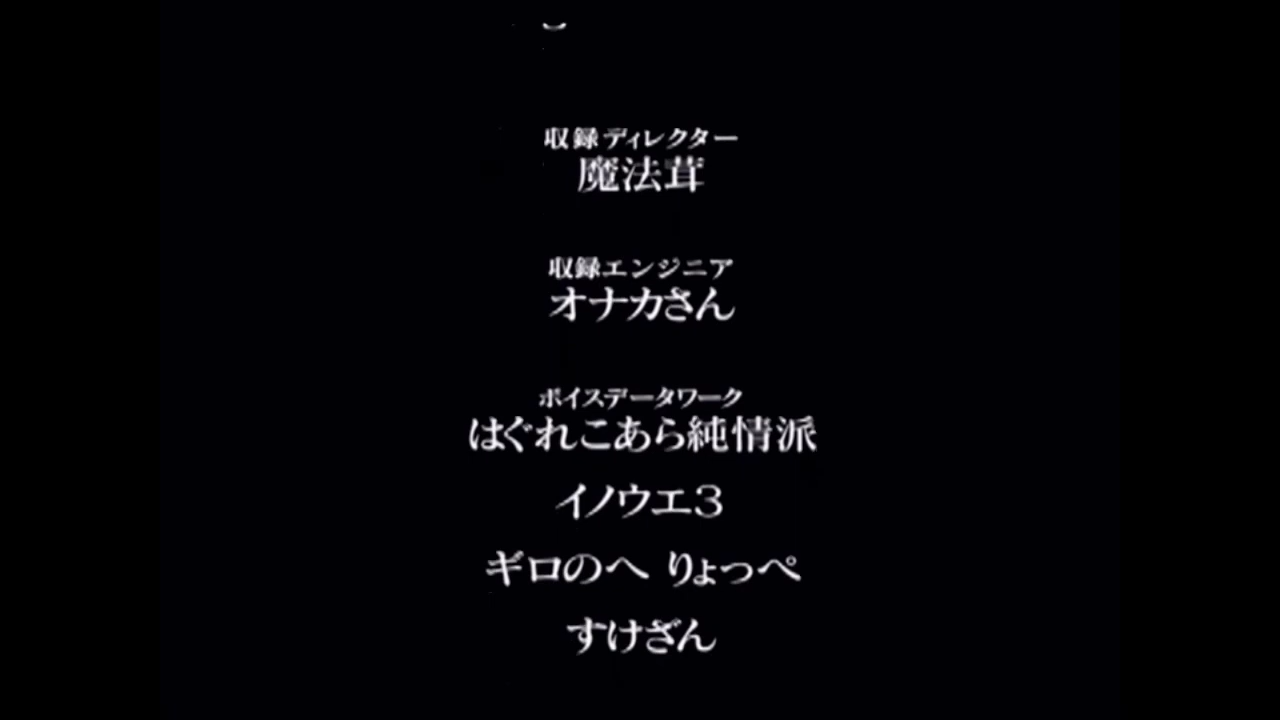 収録ディレクター
魔法茸
収録エンジニア
オナカさん
ボイスデータワーク
はぐれこあら純情派
イノウエ3
ギロのへ りょっぺ
すけざん